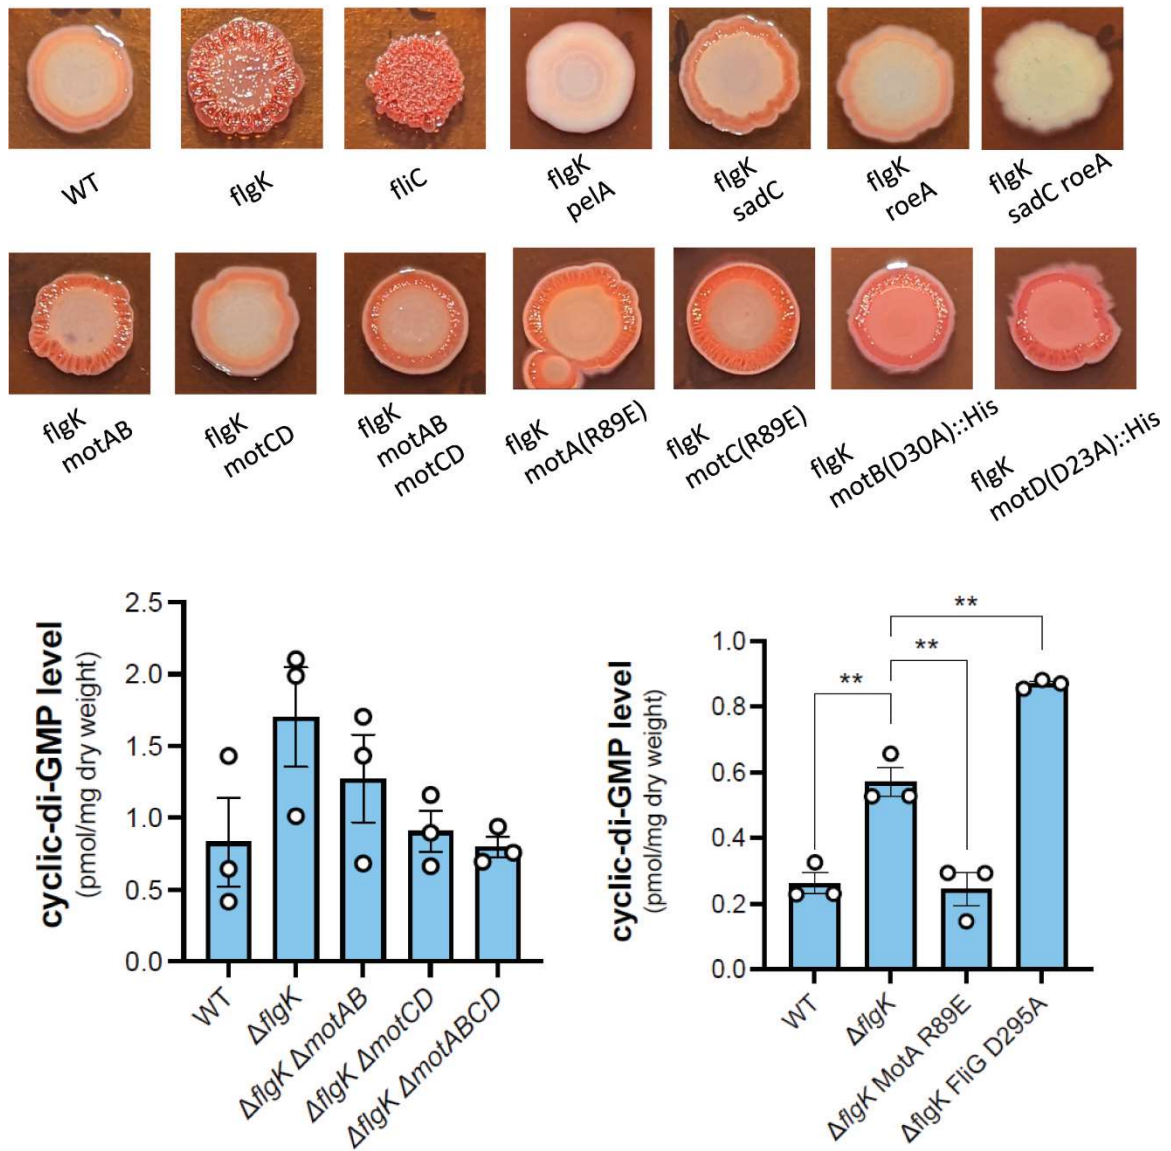 WT
flgK
fliC
flgK
pelA
flgK
sadC
flgK
roeA
flgK
sadC roeA
flgK
motAB
flgK
motCD
flgK
motAB
motCD
flgK
motA(R89E)
flgK
motC(R89E)
flgK
motB(D30A)::His
flgK
motD(D23A)::His
cyclic-di-GMP level
(pmol/mg dry weight)
2.5
2.0
1.5
1.0
0.5
0.0
WT
ΔflgK
ΔflgK ΔmotAB
ΔflgK ΔmotCD
ΔflgK ΔmotABCD
cyclic-di-GMP level
(pmol/mg dry weight)
1.0
0.8
0.6
0.4
0.2
0.0
**
**
**
WT
ΔflgK
ΔflgK MotA R89E
ΔflgK FliG D295A